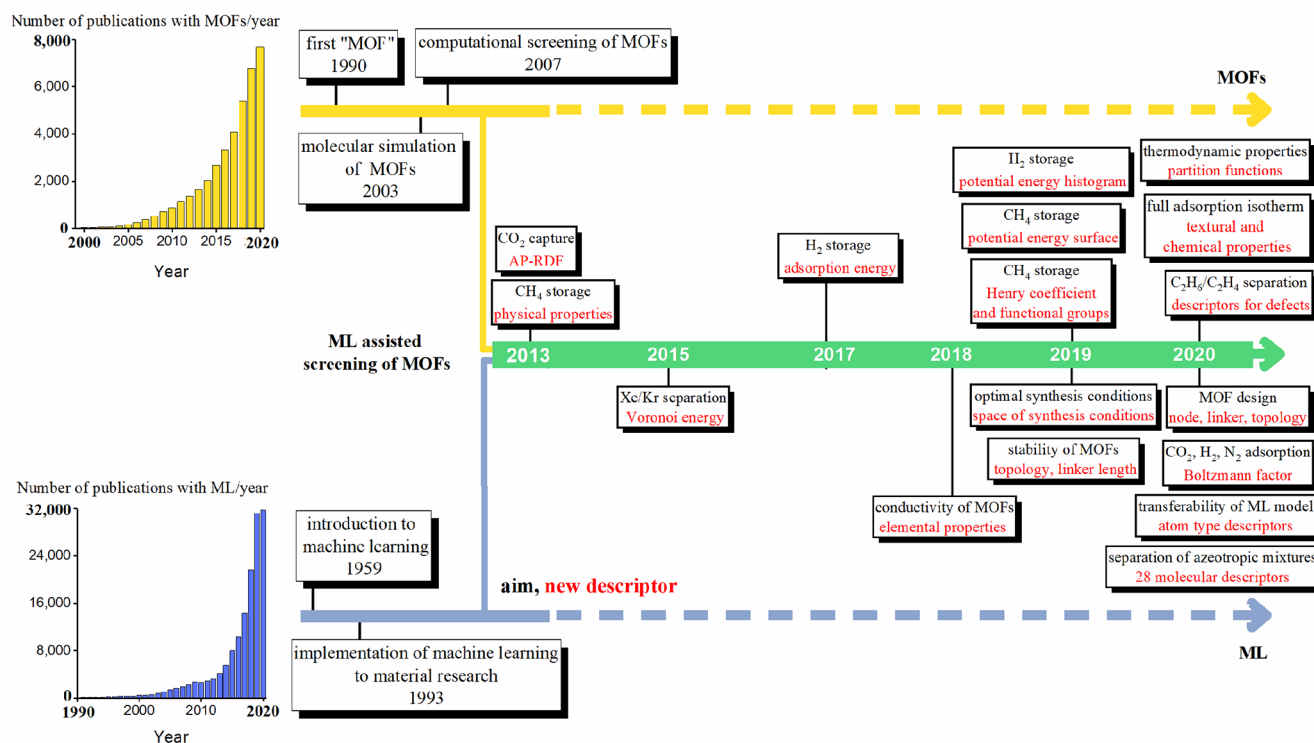 Number of publications with MOFs/year
8,000
6,000
4,000
2,000
0
2000
2005
2010
2015
2020
Year
first "MOF"
1990
computational screening of MOFs
2007
MOFs
molecular simulation
of MOFs
2003
CO2 capture
AP-RDF
CH4 storage
physical properties
H2 storage
adsorption energy
H2 storage
potential energy histogram
CH4 storage
potential energy surface
CH4 storage
Henry coefficient
and functional groups
thermodynamic properties
partition functions
full adsorption isotherm
textural and
chemical properties
C2H6/C2H4 separation
descriptors for defects
ML assisted
screening of MOFs
2013
2015
2017
2018
2019
2020
Xe/Kr separation
Voronoi energy
conductivity of MOFs
elemental properties
optimal synthesis conditions
space of synthesis conditions
stability of MOFs
topology, linker length
MOF design
node, linker, topology
CO2, H2, N2 adsorption
Boltzmann factor
transferability of ML model
atom type descriptors
separation of azeotropic mixtures
28 molecular descriptors
Number of publications with ML/year
32,000
24,000
16,000
8,000
0
1990
2000
2010
2020
Year
introduction to
machine learning
1959
aim, new descriptor
implementation of machine learning
to material research
1993
ML